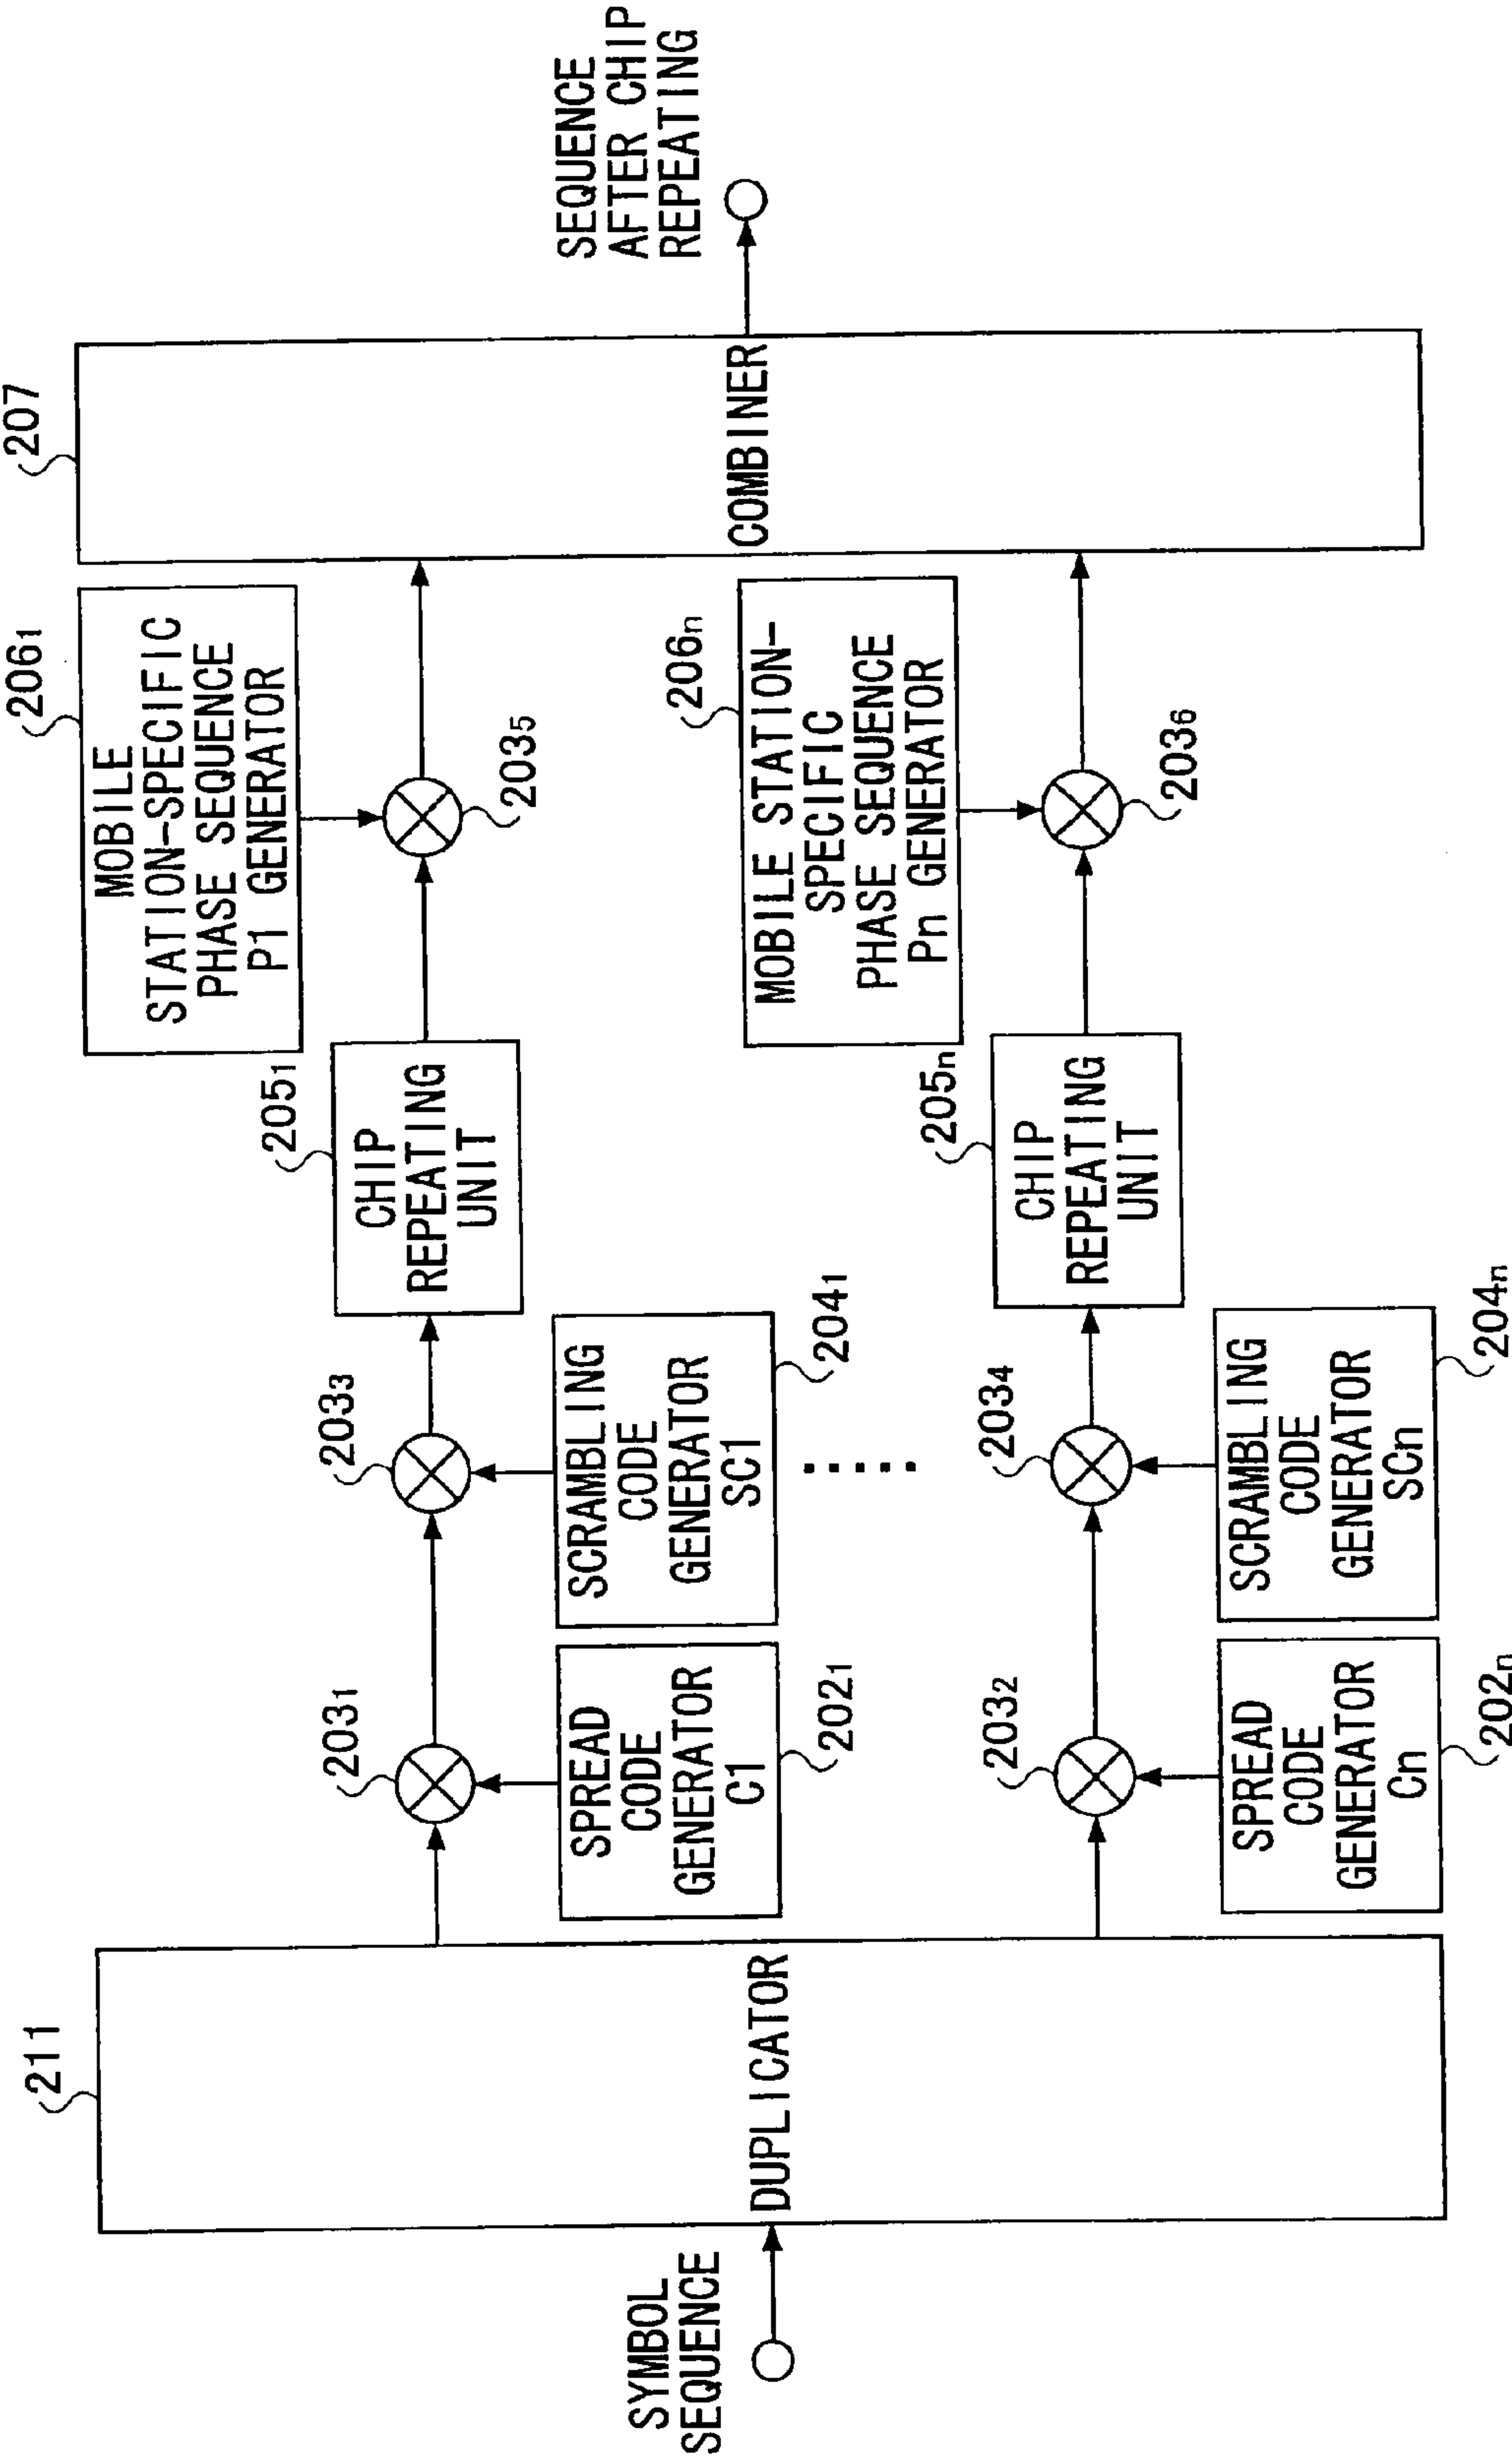 SYMBOL
SEQUENCE
211
DUPLICATOR
203₁
SPREAD
CODE
GENERATOR
C1
202₁
203₃
SCRAMBLING
CODE
GENERATOR
SC1
204₁
205₁
CHIP
REPEATING
UNIT
206₁
MOBILE
STATION-SPECIFIC
PHASE SEQUENCE
P1 GENERATOR
203₅
203₂
SPREAD
CODE
GENERATOR
Cn
202ₙ
203₄
SCRAMBLING
CODE
GENERATOR
SCn
204ₙ
205ₙ
CHIP
REPEATING
UNIT
206ₙ
MOBILE STATION-
SPECIFIC
PHASE SEQUENCE
Pn GENERATOR
203₆
207
COMBINER
SEQUENCE
AFTER CHIP
REPEATING